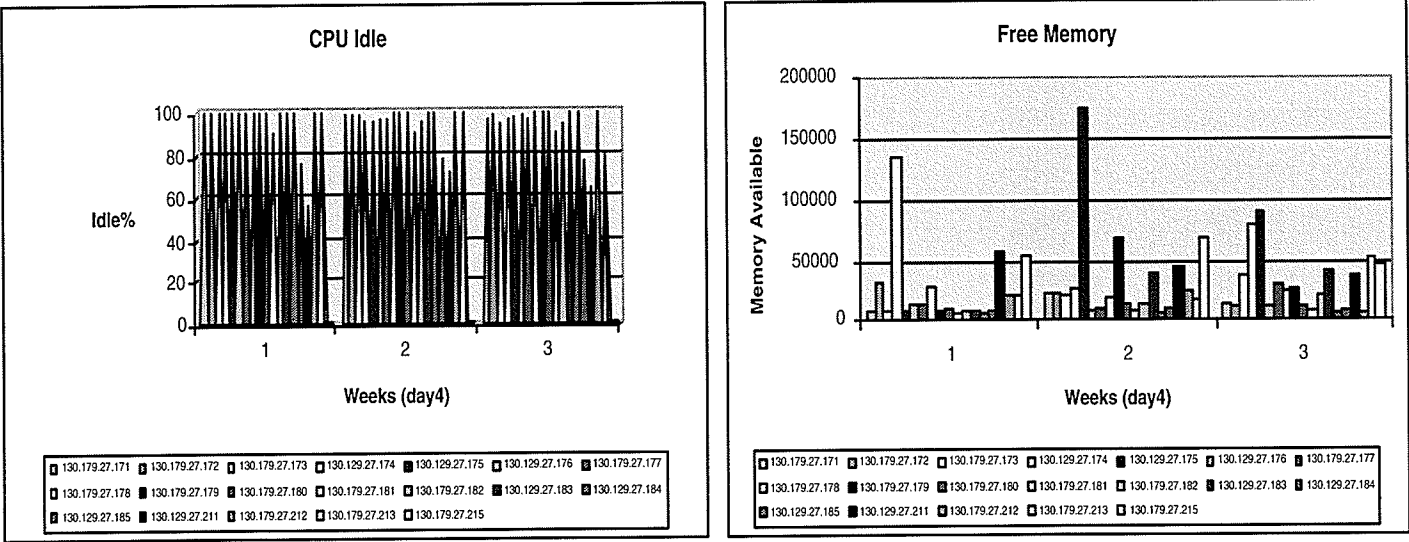 CPU Idle
100
80
60
40
20
0
Idle%
1 2 3
Weeks (day4)
130.179.27.171 130.179.27.172 130.179.27.173 130.129.27.174 130.129.27.175 130.129.27.176 130.179.27.177
130.179.27.178 130.179.27.179 130.179.27.180 130.179.27.181 130.179.27.182 130.129.27.183 130.129.27.184
130.129.27.185 130.129.27.211 130.179.27.212 130.179.27.213 130.179.27.215
Free Memory
200000
150000
100000
50000
0
Memory Available
1 2 3
Weeks (day4)
130.179.27.171 130.179.27.172 130.179.27.173 130.129.27.174 130.129.27.175 130.129.27.176 130.129.27.177
130.179.27.178 130.179.27.179 130.179.27.180 130.179.27.181 130.179.27.182 130.129.27.183 130.129.27.184
130.129.27.185 130.129.27.211 130.179.27.212 130.179.27.213 130.179.27.215